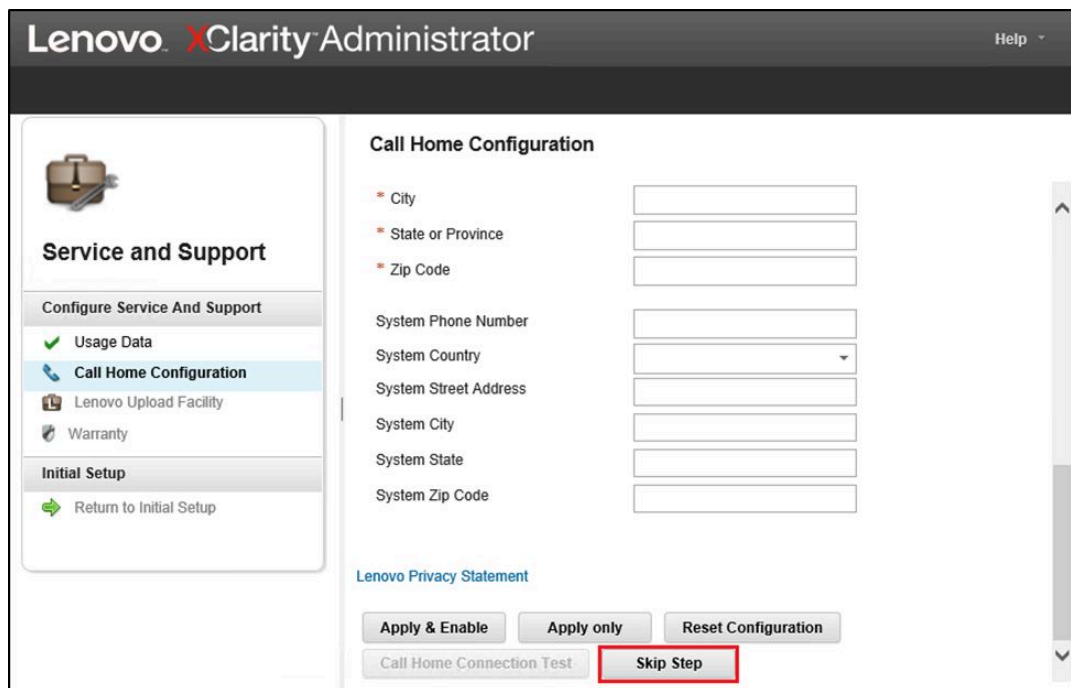 Lenovo. XClarity Administrator
Help
Service and Support
Configure Service And Support
Usage Data
Call Home Configuration
Lenovo Upload Facility
Warranty
Initial Setup
Return to Initial Setup
Call Home Configuration
* City
* State or Province
* Zip Code
System Phone Number
System Country
System Street Address
System City
System State
System Zip Code
Lenovo Privacy Statement
Apply & Enable Apply only Reset Configuration
Call Home Connection Test Skip Step